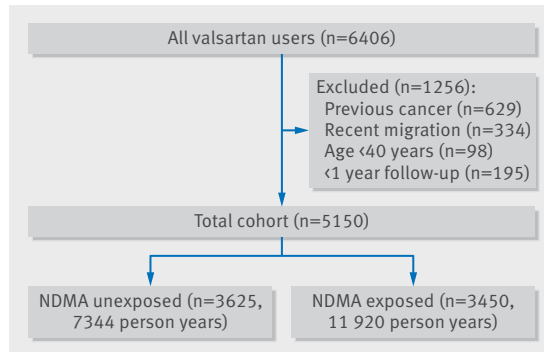 All valsartan users (n=6406)
Excluded (n=1256):
Previous cancer (n=629)
Recent migration (n=334)
Age <40 years (n=98)
<1 year follow-up (n=195)
Total cohort (n=5150)
NDMA unexposed (n=3625,
7344 person years)
NDMA exposed (n=3450,
11 920 person years)